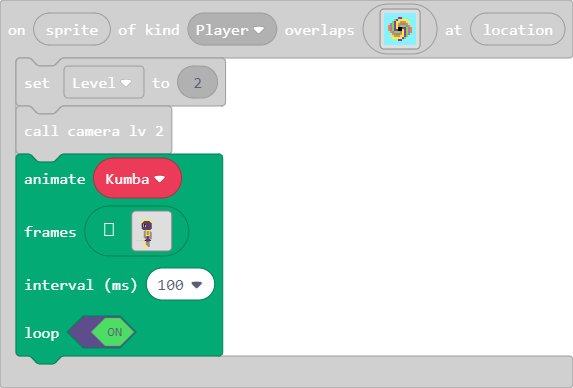 on sprite of kind Player overlaps at location
set Level to 2
call camera lv 2
animate Kumba
frames
interval (ms) 100
loop ON